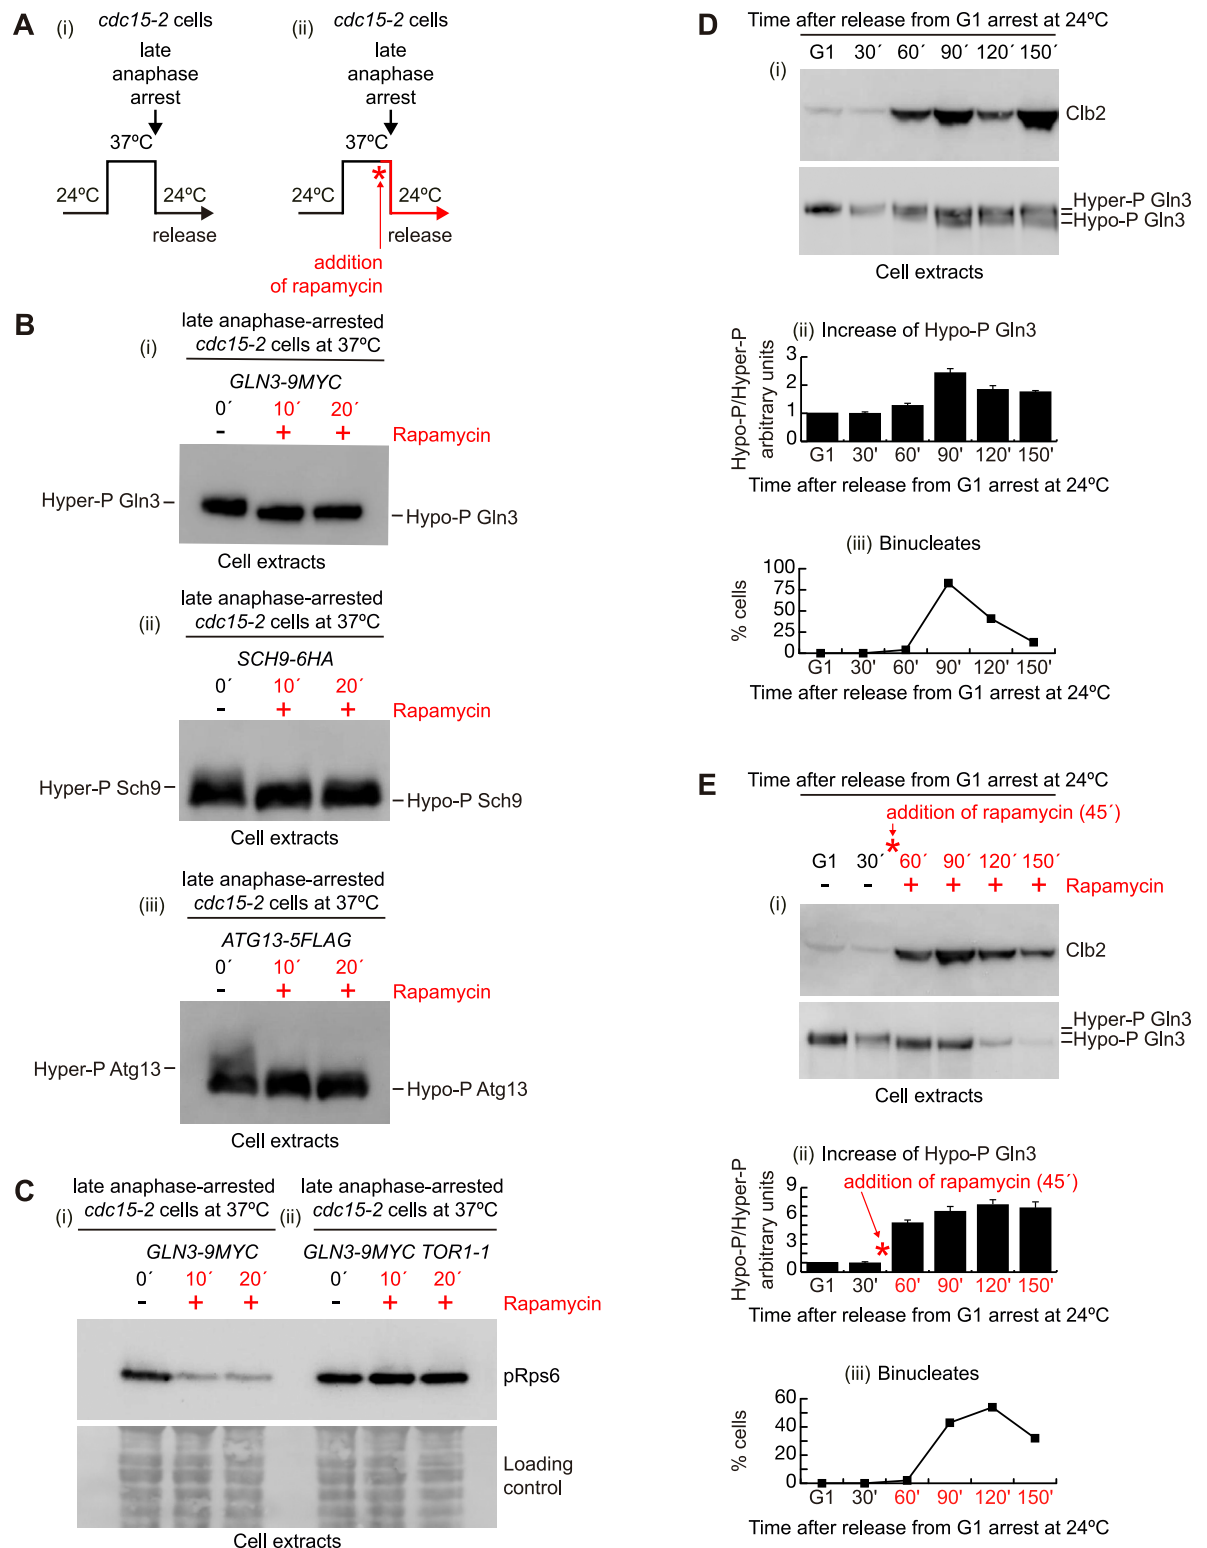 A
(i)
cdc15-2 cells
late
anaphase
arrest
37ºC
24ºC
24ºC
release
(ii)
cdc15-2 cells
late
anaphase
arrest
37ºC
*
24ºC
24ºC
release
addition
of rapamycin
B
(i)
late anaphase-arrested
cdc15-2 cells at 37ºC
GLN3-9MYC
0´ 10´ 20´
- + + Rapamycin
Hyper-P Gln3
Hypo-P Gln3
Cell extracts
(ii)
late anaphase-arrested
cdc15-2 cells at 37ºC
SCH9-6HA
0´ 10´ 20´
- + + Rapamycin
Hyper-P Sch9
Hypo-P Sch9
Cell extracts
(iii)
late anaphase-arrested
cdc15-2 cells at 37ºC
ATG13-5FLAG
0´ 10´ 20´
- + + Rapamycin
Hyper-P Atg13
Hypo-P Atg13
Cell extracts
C
(i)
late anaphase-arrested
cdc15-2 cells at 37ºC
GLN3-9MYC
0´ 10´ 20´
- + +
(ii)
late anaphase-arrested
cdc15-2 cells at 37ºC
GLN3-9MYC TOR1-1
0´ 10´ 20´
- + + Rapamycin
pRps6
Loading
control
Cell extracts
D
Time after release from G1 arrest at 24ºC
G1 30´ 60´ 90´ 120´ 150´
(i)
Clb2
Hyper-P Gln3
Hypo-P Gln3
Cell extracts
(ii) Increase of Hypo-P Gln3
Hypo-P/Hyper-P
arbitrary units
3
2
1
0
G1 30' 60' 90' 120' 150'
Time after release from G1 arrest at 24ºC
(iii) Binucleates
% cells
100
75
50
25
0
G1 30' 60' 90' 120' 150'
Time after release from G1 arrest at 24ºC
E
Time after release from G1 arrest at 24ºC
addition of rapamycin (45´)
*
G1 30´ 60´ 90´ 120´ 150´
- - + + + + Rapamycin
(i)
Clb2
Hyper-P Gln3
Hypo-P Gln3
Cell extracts
(ii) Increase of Hypo-P Gln3
addition of rapamycin (45´)
*
Hypo-P/Hyper-P
arbitrary units
9
6
3
0
G1 30' 60' 90' 120' 150'
Time after release from G1 arrest at 24ºC
(iii) Binucleates
% cells
60
40
20
0
G1 30' 60' 90' 120' 150'
Time after release from G1 arrest at 24ºC